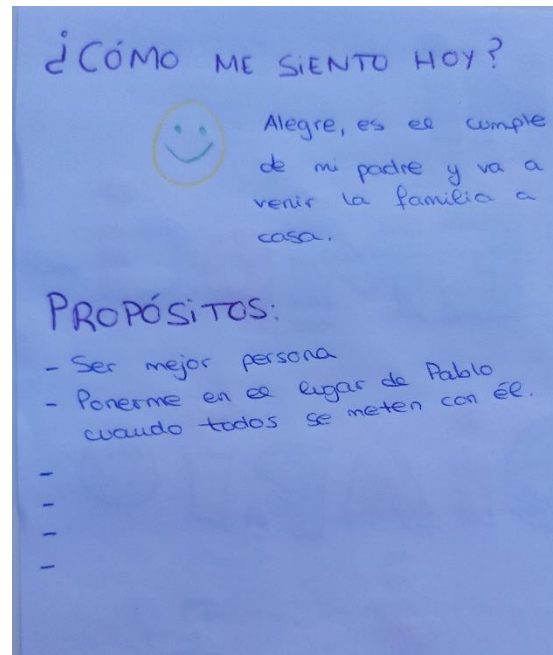 ¿CÓMO ME SIENTO HOY?
Alegre, es el cumple
de mi padre y va a
venir la familia a
casa.
PROPÓSITOS:
- Ser mejor persona
- Ponerme en el lugar de Pablo
cuando todos se meten con él.
-
-
-
-